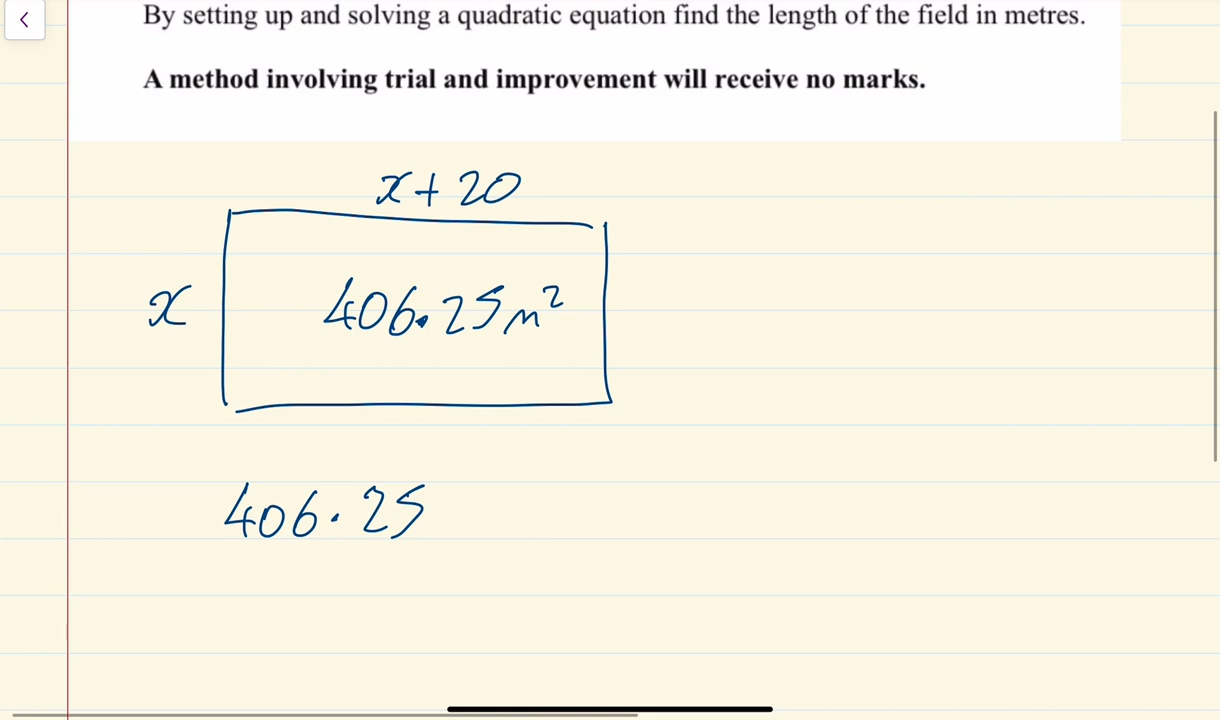 By setting up and solving a quadratic equation find the length of the field in metres.
A method involving trial and improvement will receive no marks.
x + 20
x
406.25m²
406.25